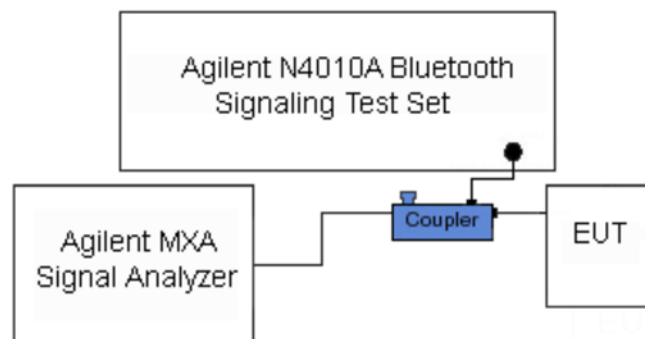 Agilent N4010A Bluetooth
Signaling Test Set
Coupler
Agilent MXA
Signal Analyzer
EUT